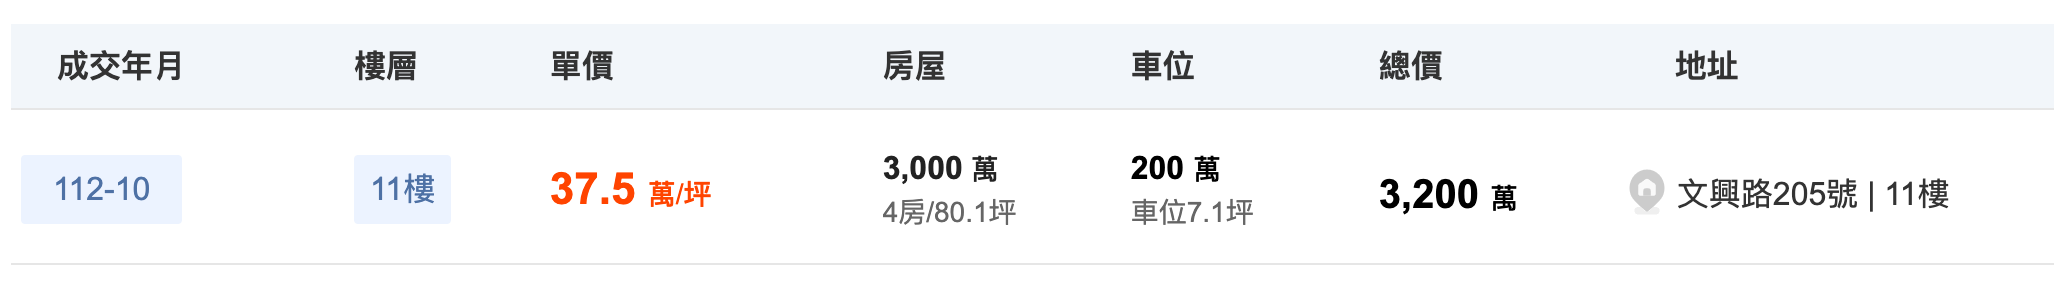 成交年月 樓層 單價 房屋 車位 總價 地址
112-10 11樓 37.5 萬/坪 3,000 萬 200 萬 3,200 萬 文興路205號 | 11樓
4房/80.1坪 車位7.1坪